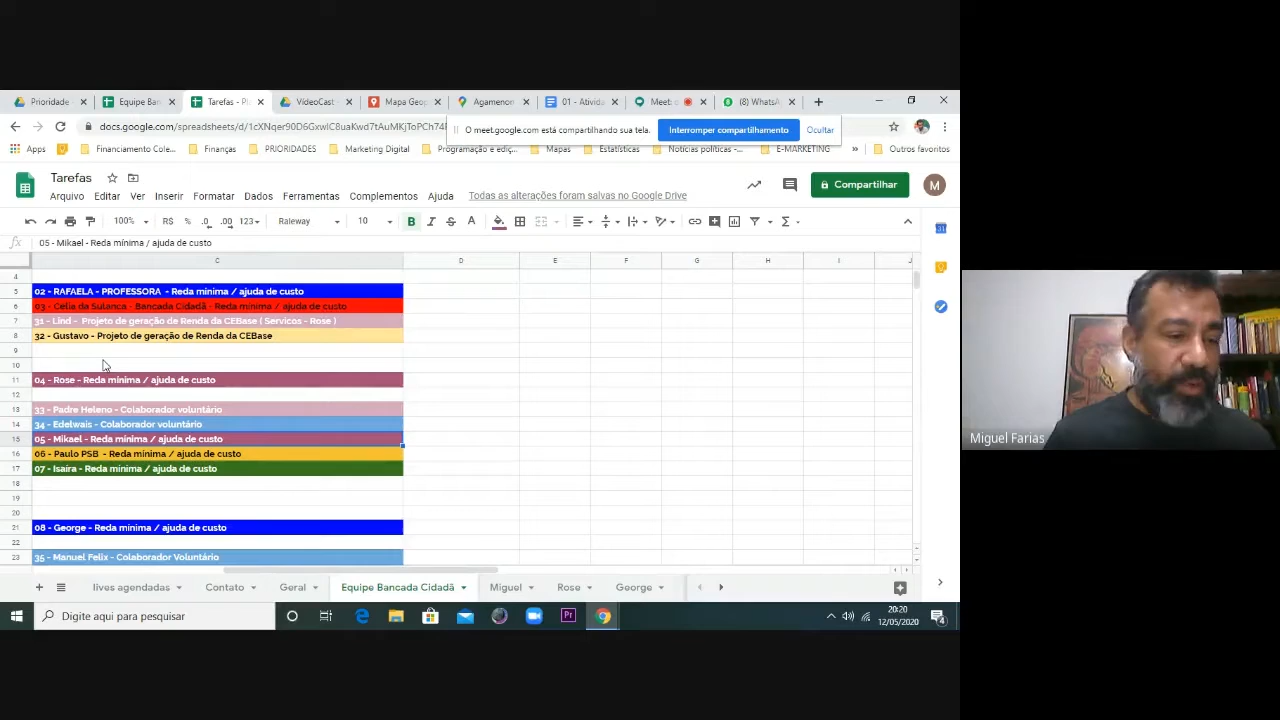 Prioridade
Equipe Ban
Tarefas - Pl
VideoCast -
Mapa Geop
Agamenon
01 - Ativida
Meet:
(8) WhatsA
docs.google.com/spreadsheets/d/1cXNqer90D6GxwlC8uaKwd7tAuMKjToPCh74F
O meet.google.com está compartilhando sua tela.
Interromper compartilhamento
Ocultar
Apps
Financiamento Cole...
Finanças
PRIORIDADES
Marketing Digital
Programação e ediç...
Mapas
Estatísticas
Notícias políticas -...
E-MARKETING
»
Outros favoritos
Tarefas
Arquivo Editar Ver Inserir Formatar Dados Ferramentas Complementos Ajuda
Todas as alterações foram salvas no Google Drive
Compartilhar
M
100% R$ % .0 .00 123 Raleway 10 B I S A
fx 05 - Mikael - Reda mínima / ajuda de custo
C D E F G H I J
4
5 02 - RAFAELA - PROFESSORA - Reda mínima / ajuda de custo
6 03 - Celia da Sulanca - Bancada Cidadã - Reda mínima / ajuda de custo
7 31 - Lind - Projeto de geração de Renda da CEBase ( Servicos - Rose )
8 32 - Gustavo - Projeto de geração de Renda da CEBase
9
10
11 04 - Rose - Reda mínima / ajuda de custo
12
13 33 - Padre Heleno - Colaborador voluntário
14 34 - Edelwais - Colaborador voluntário
15 05 - Mikael - Reda mínima / ajuda de custo
16 06 - Paulo PSB - Reda mínima / ajuda de custo
17 07 - Isaíra - Reda mínima / ajuda de custo
18
19
20
21 08 - George - Reda mínima / ajuda de custo
22
23 35 - Manuel Felix - Colaborador Voluntário
lives agendadas
Contato
Geral
Equipe Bancada Cidadã
Miguel
Rose
George
Digite aqui para pesquisar
Pr
20:20
12/05/2020
4
Miguel Farias